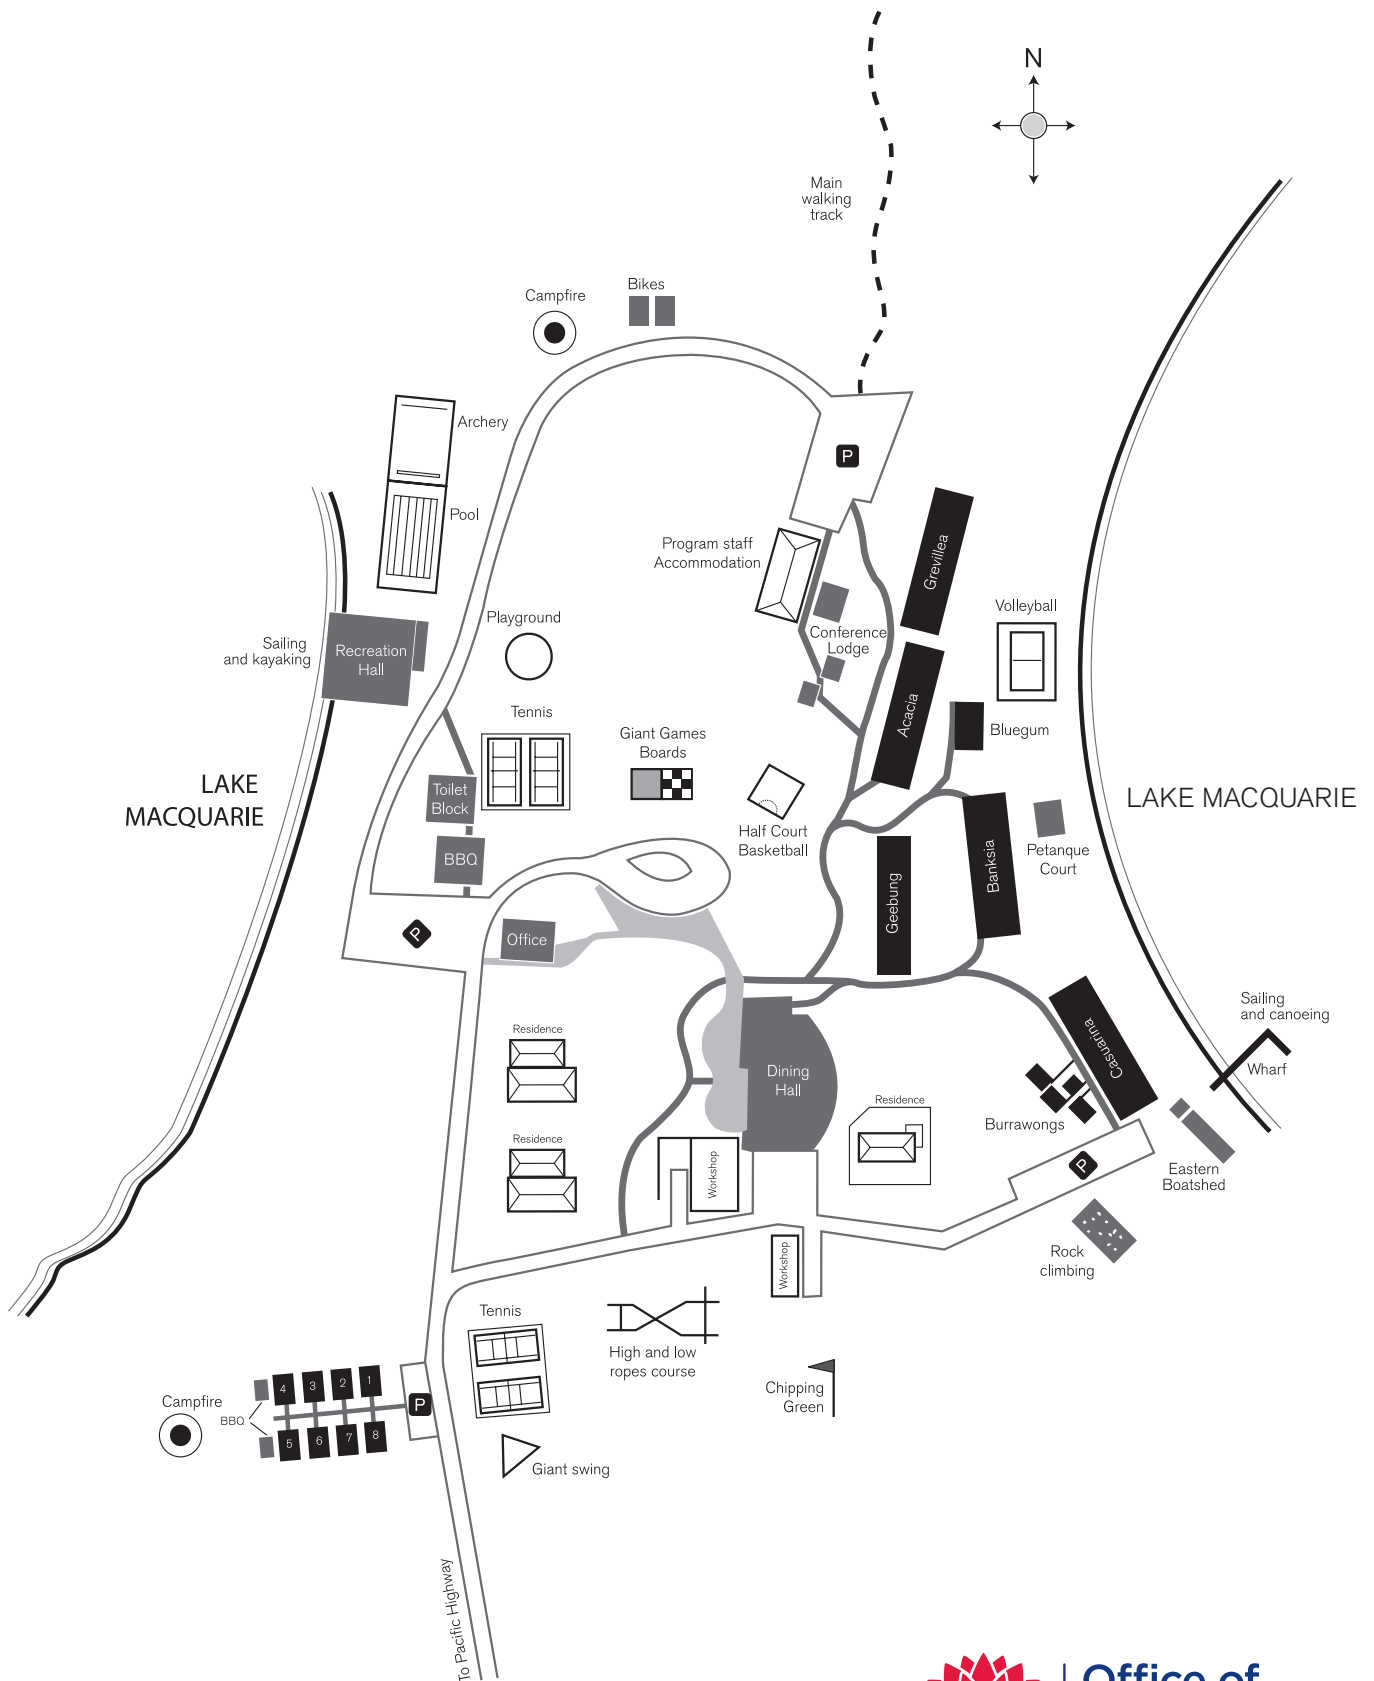 N
Main
walking
track
Bikes
Campfire
Archery
P
Pool
Program staff
Accommodation
Grevillea
Volleyball
Playground
Conference
Lodge
Sailing
and kayaking
Recreation
Hall
Acacia
Tennis
Bluegum
Giant Games
Boards
LAKE
MACQUARIE
Toilet
Block
LAKE MACQUARIE
Half Court
Basketball
Petanque
Court
BBQ
Banksia
Geebung
P
Office
Sailing
and canoeing
Residence
Casuarina
Wharf
Dining
Hall
Residence
Burrawongs
Residence
Workshop
P
Eastern
Boatshed
Rock
climbing
Workshop
Tennis
High and low
ropes course
Chipping
Green
Campfire
BBQ
4
3
2
1
P
5
6
7
8
Giant swing
To Pacific Highway
Office of